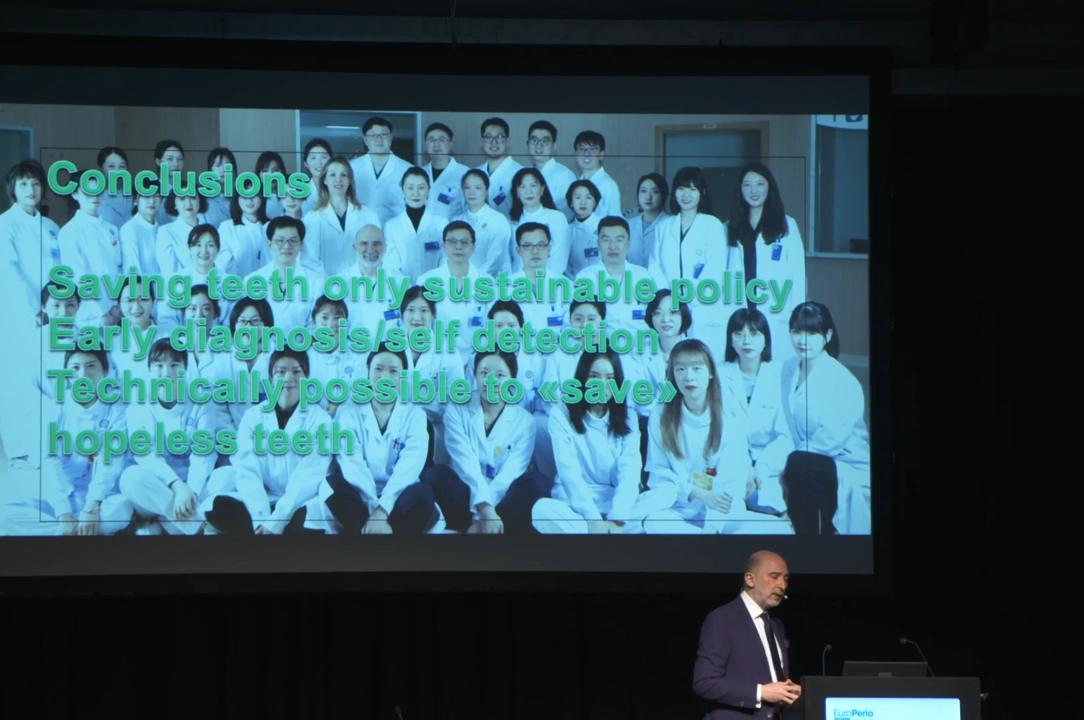 Conclusions
Saving teeth only sustainable policy
Early diagnosis/self detection
Technically possible to «save»
hopeless teeth
EuroPerio